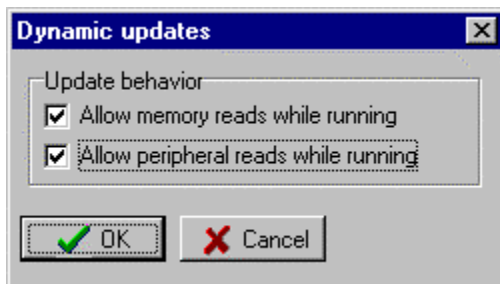 Dynamic updates
Update behavior
Allow memory reads while running
Allow peripheral reads while running
OK
Cancel